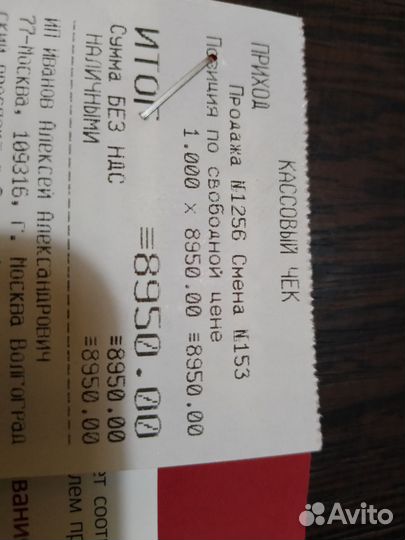 КАССОВЫЙ ЧЕК
ПРИХОД
Продажа №1256 Смена №153
Позиция по свободной цене
1.000 x 8950.00 ≡8950.00
ИТОГ ≡8950.00
Сумма БЕЗ НДС ≡8950.00
НАЛИЧНЫМИ ≡8950.00
ИП Иванов Алексей Александрович
77-Москва, 109316, г. Москва Волгоград
Avito